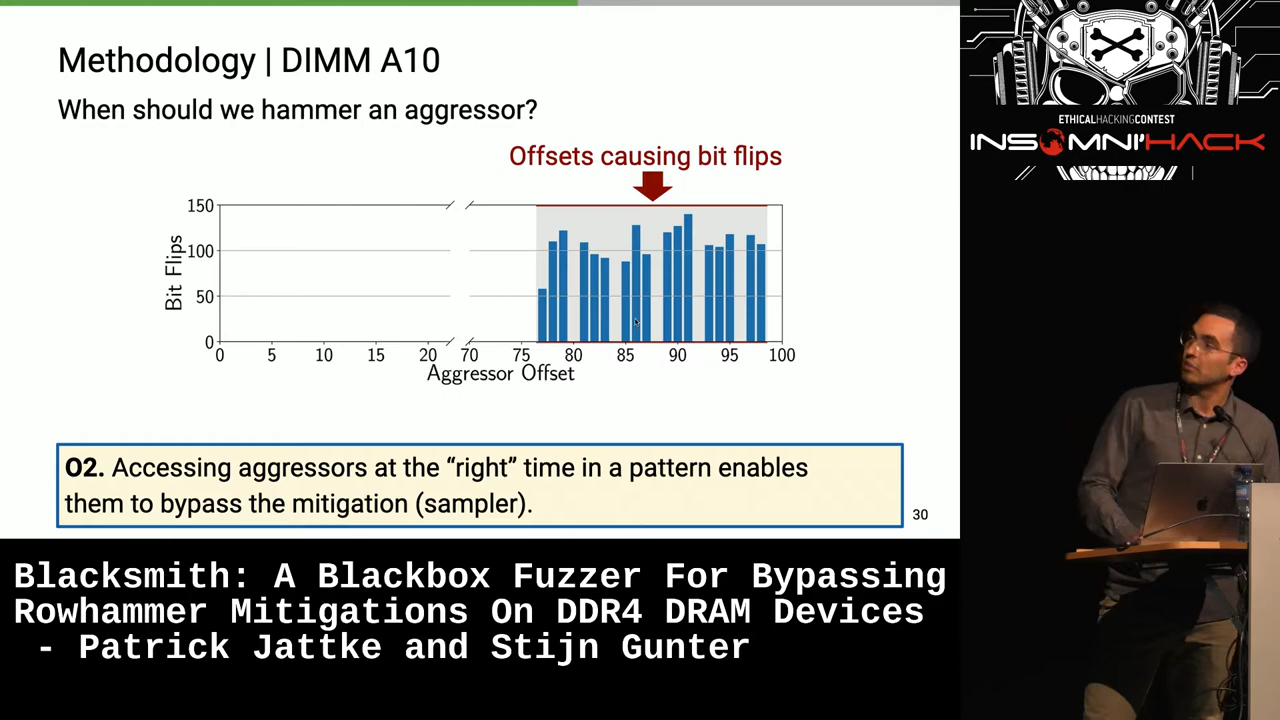 Methodology | DIMM A10
When should we hammer an aggressor?
Offsets causing bit flips
150
100
50
0
Bit Flips
0 5 10 15 20 70 75 80 85 90 95 100
Aggressor Offset
O2. Accessing aggressors at the “right” time in a pattern enables
them to bypass the mitigation (sampler).
30
ETHICALHACKINGCONTEST
INSOMNI'HACK
Blacksmith: A Blackbox Fuzzer For Bypassing
Rowhammer Mitigations On DDR4 DRAM Devices
- Patrick Jattke and Stijn Gunter